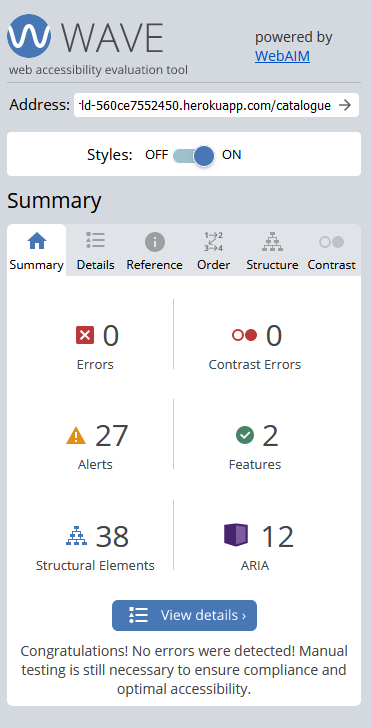 WAVE
powered by
WebAIM
web accessibility evaluation tool
Address: rld-560ce7552450.herokuapp.com/catalogue
Styles: OFF ON
Summary
1→2
3→4
Summary Details Reference Order Structure Contrast
0 0
Errors Contrast Errors
27 2
Alerts Features
38 12
Structural Elements ARIA
View details ›
Congratulations! No errors were detected! Manual
testing is still necessary to ensure compliance and
optimal accessibility.